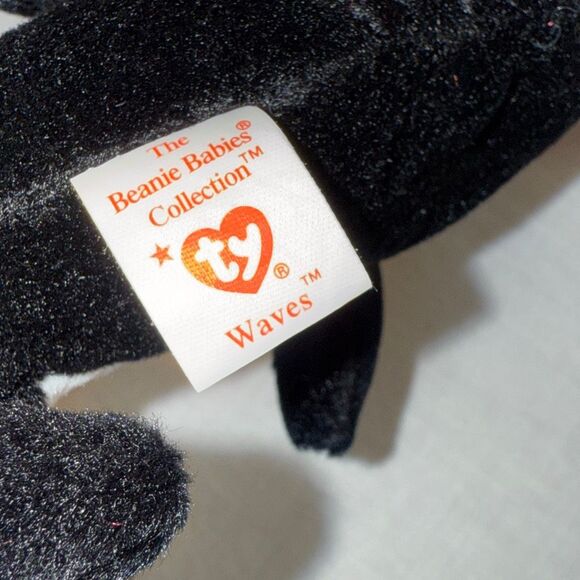 The
Beanie Babies®
Collection™
ty®
Waves™